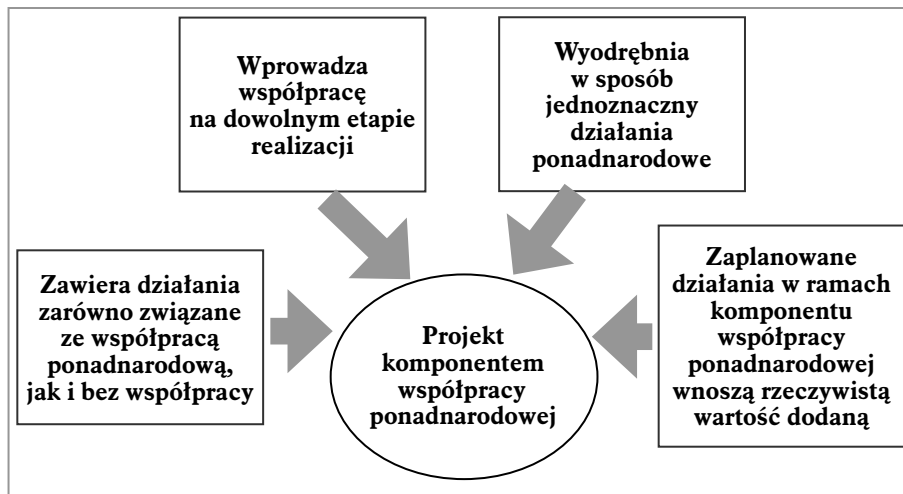 Wprowadza
współpracę
na dowolnym etapie
realizacji
Wyodrębnia
w sposób
jednoznaczny
działania
ponadnarodowe
Zawiera działania
zarówno związane
ze współpracą
ponadnarodową,
jak i bez współpracy
Projekt
komponentem
współpracy
ponadnarodowej
Zaplanowane
działania w ramach
komponentu
współpracy
ponadnarodowej
wnoszą rzeczywistą
wartość dodaną